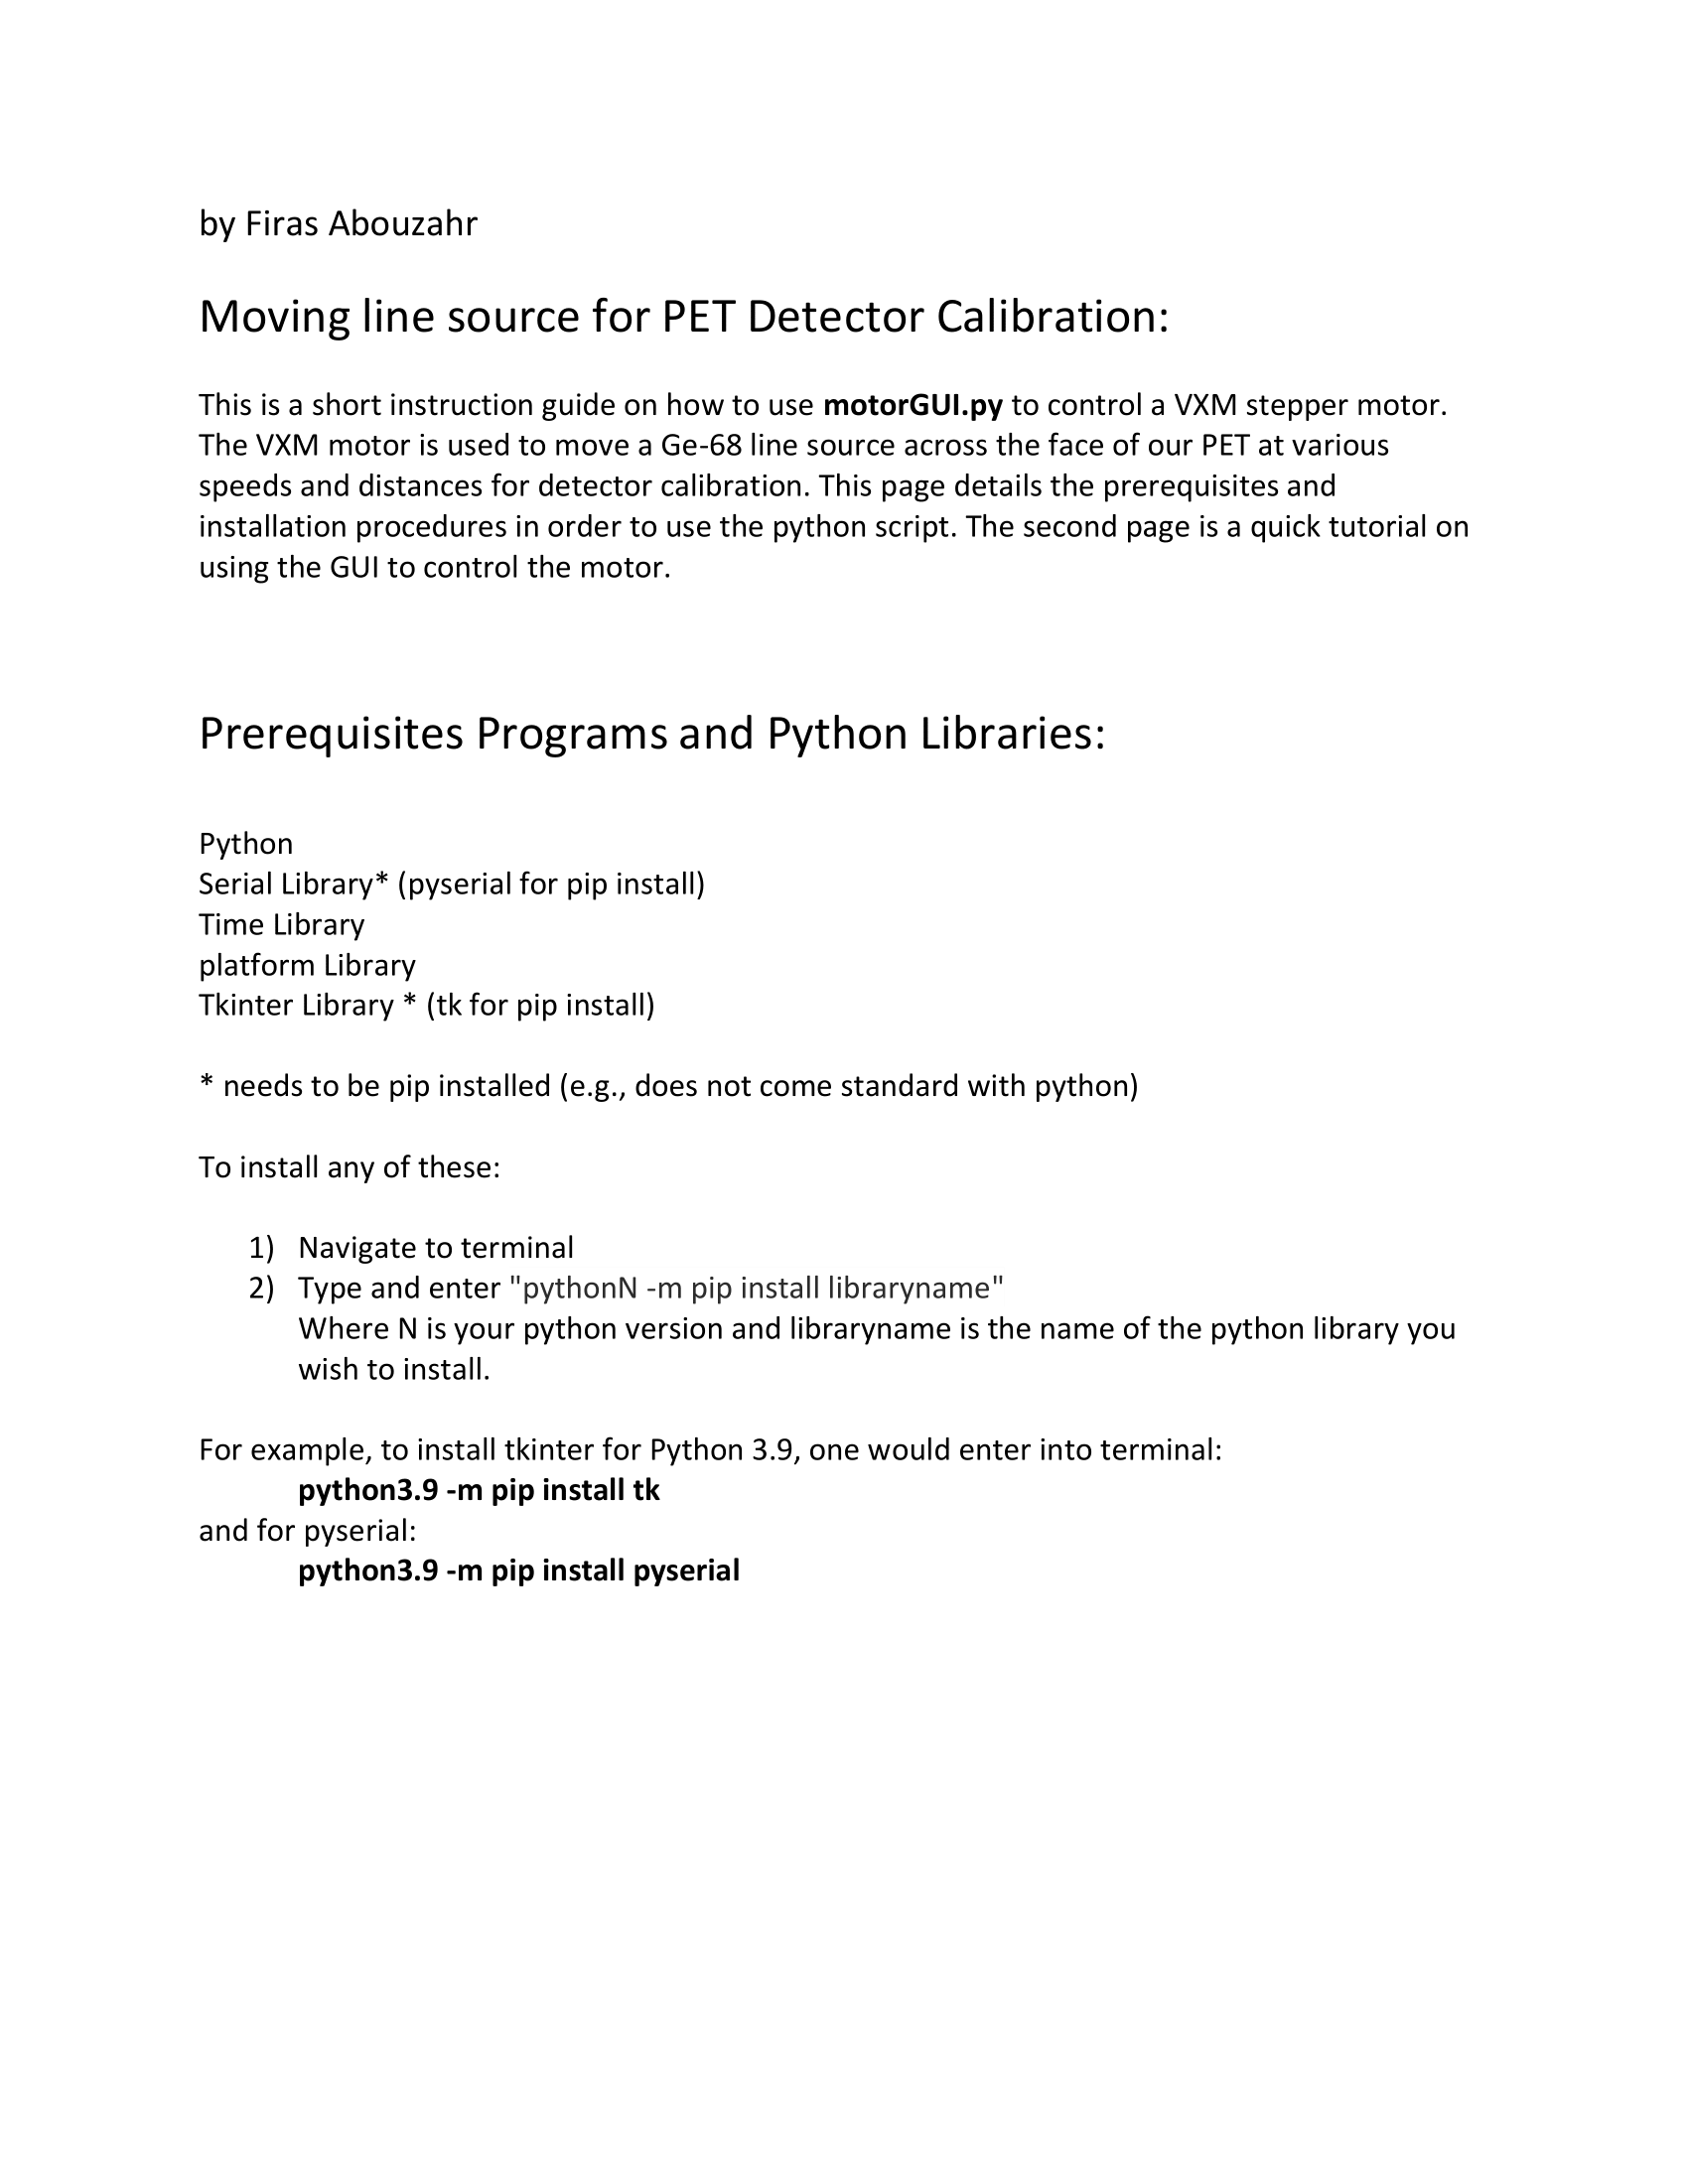 by Firas Abouzahr
Moving line source for PET Detector Calibration:
This is a short instruction guide on how to use motorGUI.py to control a VXM stepper motor.
The VXM motor is used to move a Ge-68 line source across the face of our PET at various
speeds and distances for detector calibration. This page details the prerequisites and
installation procedures in order to use the python script. The second page is a quick tutorial on
using the GUI to control the motor.
Prerequisites Programs and Python Libraries:
Python
Serial Library* (pyserial for pip install)
Time Library
platform Library
Tkinter Library * (tk for pip install)
* needs to be pip installed (e.g., does not come standard with python)
To install any of these:
1) Navigate to terminal
2) Type and enter "pythonN -m pip install libraryname"
Where N is your python version and libraryname is the name of the python library you
wish to install.
For example, to install tkinter for Python 3.9, one would enter into terminal:
python3.9 -m pip install tk
and for pyserial:
python3.9 -m pip install pyserial